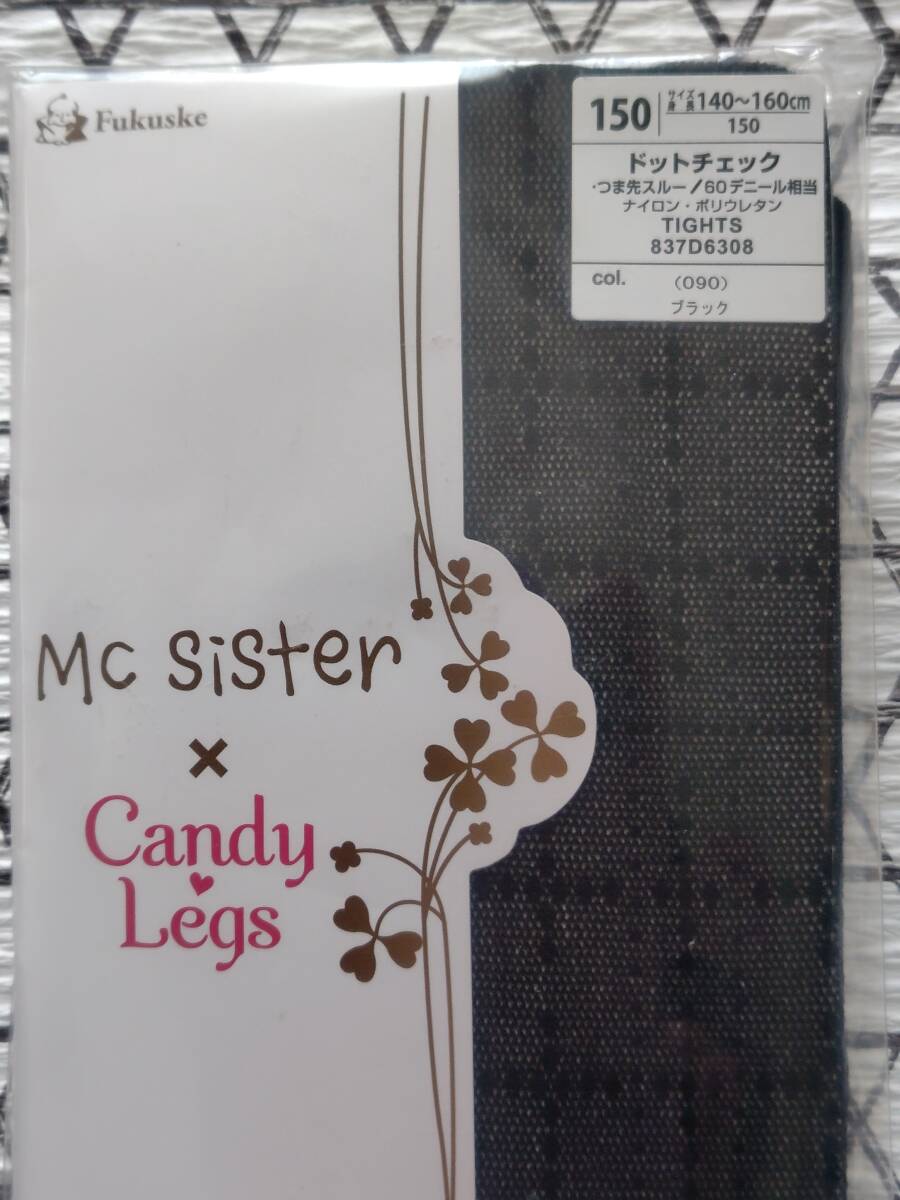 Fukuske
150
サイズ
身長 140～160cm
150
ドットチェック
・つま先スルー/60デニール相当
ナイロン・ポリウレタン
TIGHTS
837D6308
col. (090)
ブラック
Mc Sister
×
Candy
Legs